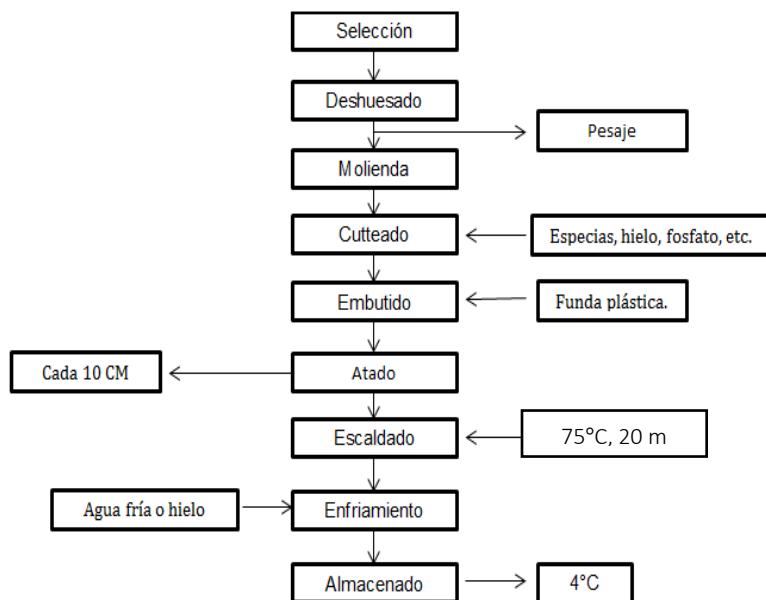 Selección
Deshuesado
Pesaje
Molienda
Cutteado
Especias, hielo, fosfato, etc.
Embutido
Funda plástica.
Cada 10 CM
Atado
Escaldado
75°C, 20 m
Agua fría o hielo
Enfriamiento
Almacenado
4°C